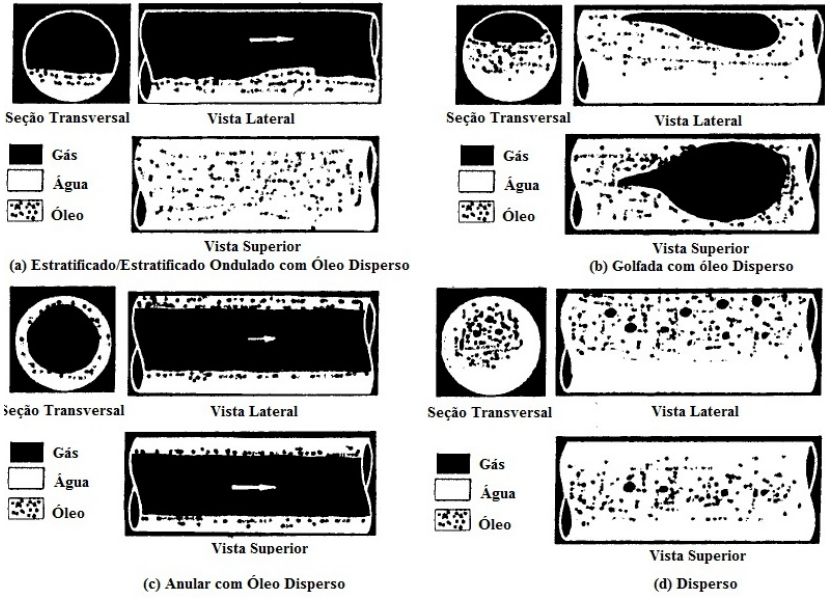 Seção Transversal
Vista Lateral
Gás
Água
Óleo
Vista Superior
(a) Estratificado/Estratificado Ondulado com Óleo Disperso
Seção Transversal
Vista Lateral
Gás
Água
Óleo
Vista Superior
(b) Golfada com óleo Disperso
Seção Transversal
Vista Lateral
Gás
Água
Óleo
Vista Superior
(c) Anular com Óleo Disperso
Seção Transversal
Vista Lateral
Gás
Água
Óleo
Vista Superior
(d) Disperso